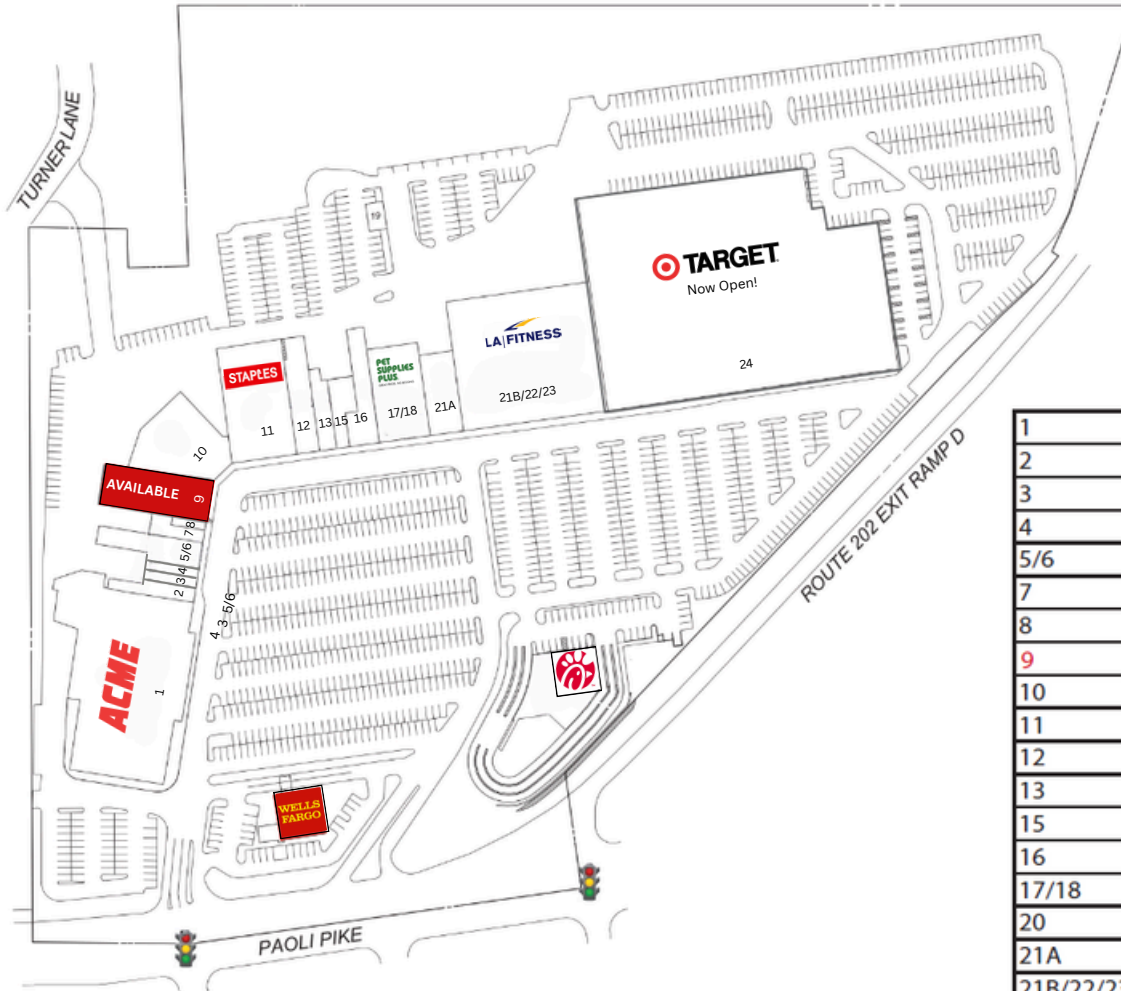 TURNER LANE
19
TARGET
Now Open!
24
LA|FITNESS
21B/22/23
STAPLES
11
12
13
15
16
PET
SUPPLIES
PLUS
17/18
21A
10
AVAILABLE
9
7
8
5/6
4
3
2
4
3
5/6
ACME
1
WELLS
FARGO
PAOLI PIKE
ROUTE 202 EXIT RAMP D
1
2
3
4
5/6
7
8
9
10
11
12
13
15
16
17/18
20
21A